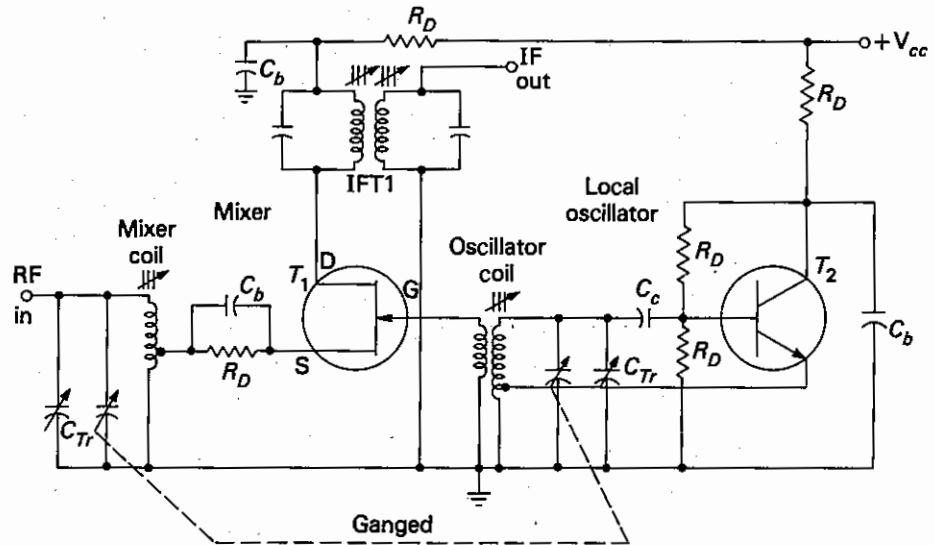 R_D
+V_cc
C_b
IF
out
R_D
IFT1
Mixer
Local
oscillator
Mixer
coil
Oscillator
coil
D
T_1
G
R_D
T_2
RF
in
C_b
C_c
C_b
R_D
S
C_Tr
R_D
C_Tr
Ganged